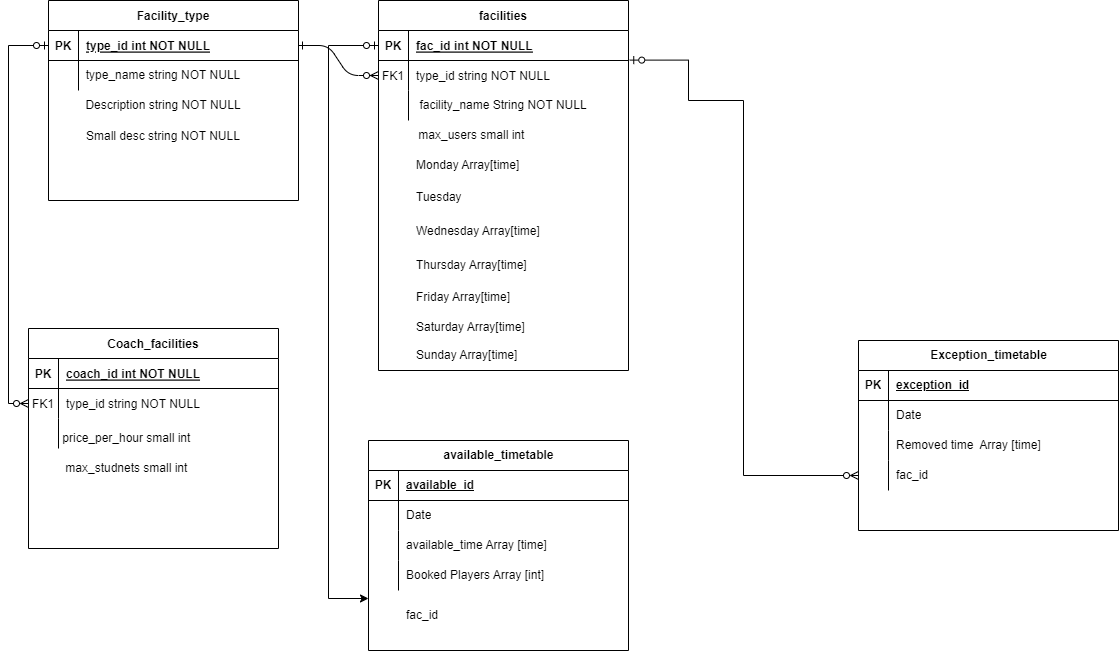 Facility_type
PK type_id int NOT NULL
type_name string NOT NULL
Description string NOT NULL
Small desc string NOT NULL
facilities
PK fac_id int NOT NULL
FK1 type_id string NOT NULL
facility_name String NOT NULL
max_users small int
Monday Array[time]
Tuesday
Wednesday Array[time]
Thursday Array[time]
Friday Array[time]
Saturday Array[time]
Sunday Array[time]
Coach_facilities
PK coach_id int NOT NULL
FK1 type_id string NOT NULL
price_per_hour small int
max_studnets small int
Exception_timetable
PK exception_id
Date
Removed time Array [time]
fac_id
available_timetable
PK available_id
Date
available_time Array [time]
Booked Players Array [int]
fac_id